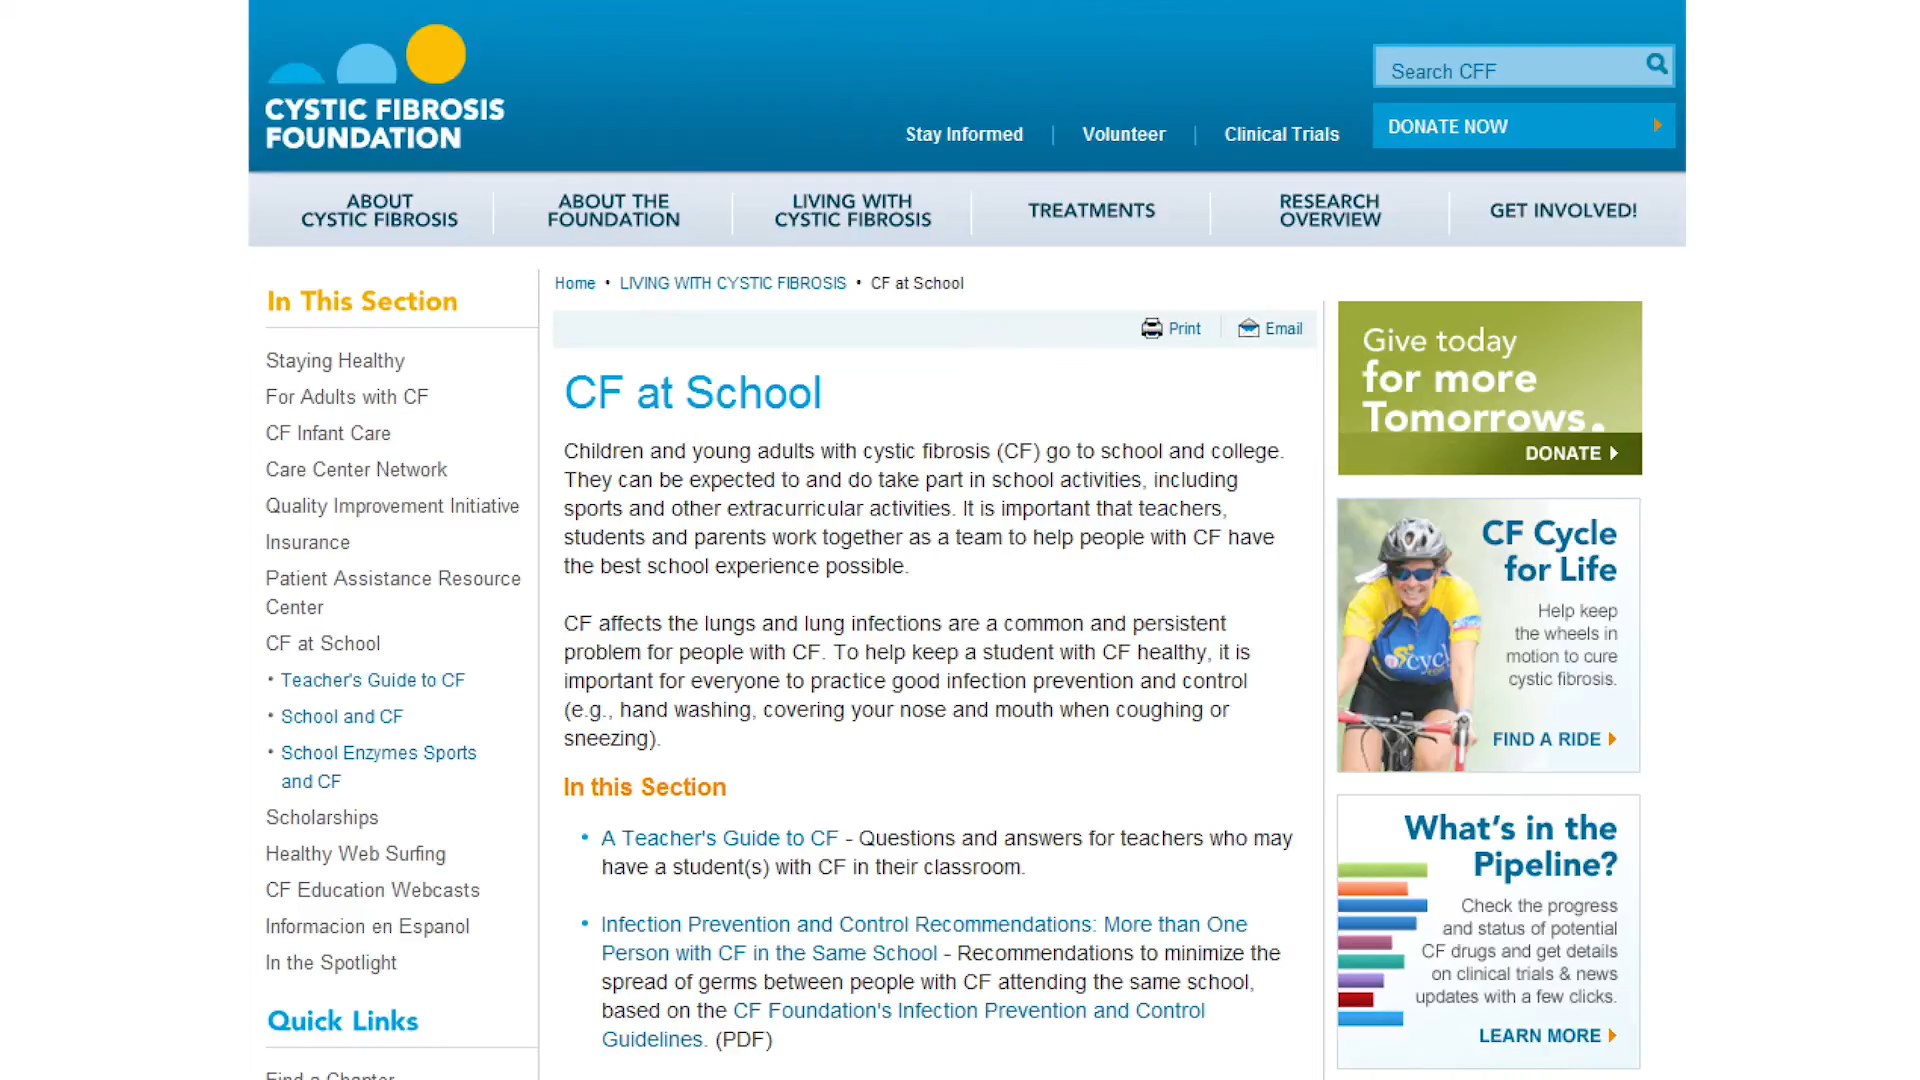 CYSTIC FIBROSIS
FOUNDATION
Search CFF
DONATE NOW
Stay Informed
Volunteer
Clinical Trials
ABOUT
CYSTIC FIBROSIS
ABOUT THE
FOUNDATION
LIVING WITH
CYSTIC FIBROSIS
TREATMENTS
RESEARCH
OVERVIEW
GET INVOLVED!
In This Section
Staying Healthy
For Adults with CF
CF Infant Care
Care Center Network
Quality Improvement Initiative
Insurance
Patient Assistance Resource
Center
CF at School
• Teacher's Guide to CF
• School and CF
• School Enzymes Sports
and CF
Scholarships
Healthy Web Surfing
CF Education Webcasts
Informacion en Espanol
In the Spotlight
Quick Links
Find a Chapter
Home • LIVING WITH CYSTIC FIBROSIS • CF at School
Print
Email
CF at School
Children and young adults with cystic fibrosis (CF) go to school and college.
They can be expected to and do take part in school activities, including
sports and other extracurricular activities. It is important that teachers,
students and parents work together as a team to help people with CF have
the best school experience possible.
CF affects the lungs and lung infections are a common and persistent
problem for people with CF. To help keep a student with CF healthy, it is
important for everyone to practice good infection prevention and control
(e.g., hand washing, covering your nose and mouth when coughing or
sneezing).
In this Section
• A Teacher's Guide to CF - Questions and answers for teachers who may
have a student(s) with CF in their classroom.
• Infection Prevention and Control Recommendations: More than One
Person with CF in the Same School - Recommendations to minimize the
spread of germs between people with CF attending the same school,
based on the CF Foundation's Infection Prevention and Control
Guidelines. (PDF)
Give today
for more
Tomorrows.
DONATE
CF Cycle
for Life
Help keep
the wheels in
motion to cure
cystic fibrosis.
cycl
FIND A RIDE
What's in the
Pipeline?
Check the progress
and status of potential
CF drugs and get details
on clinical trials & news
updates with a few clicks.
LEARN MORE